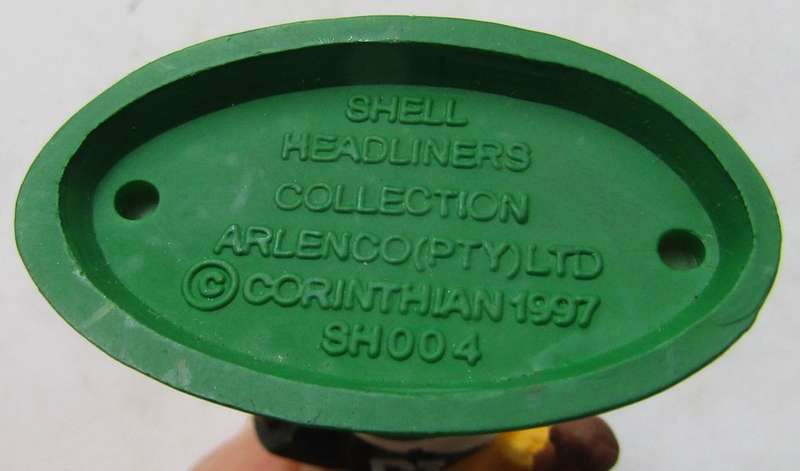 SHELL
HEADLINERS
COLLECTION
ARLENCO(PTY)LTD
©CORINTHIAN 1997
SH004